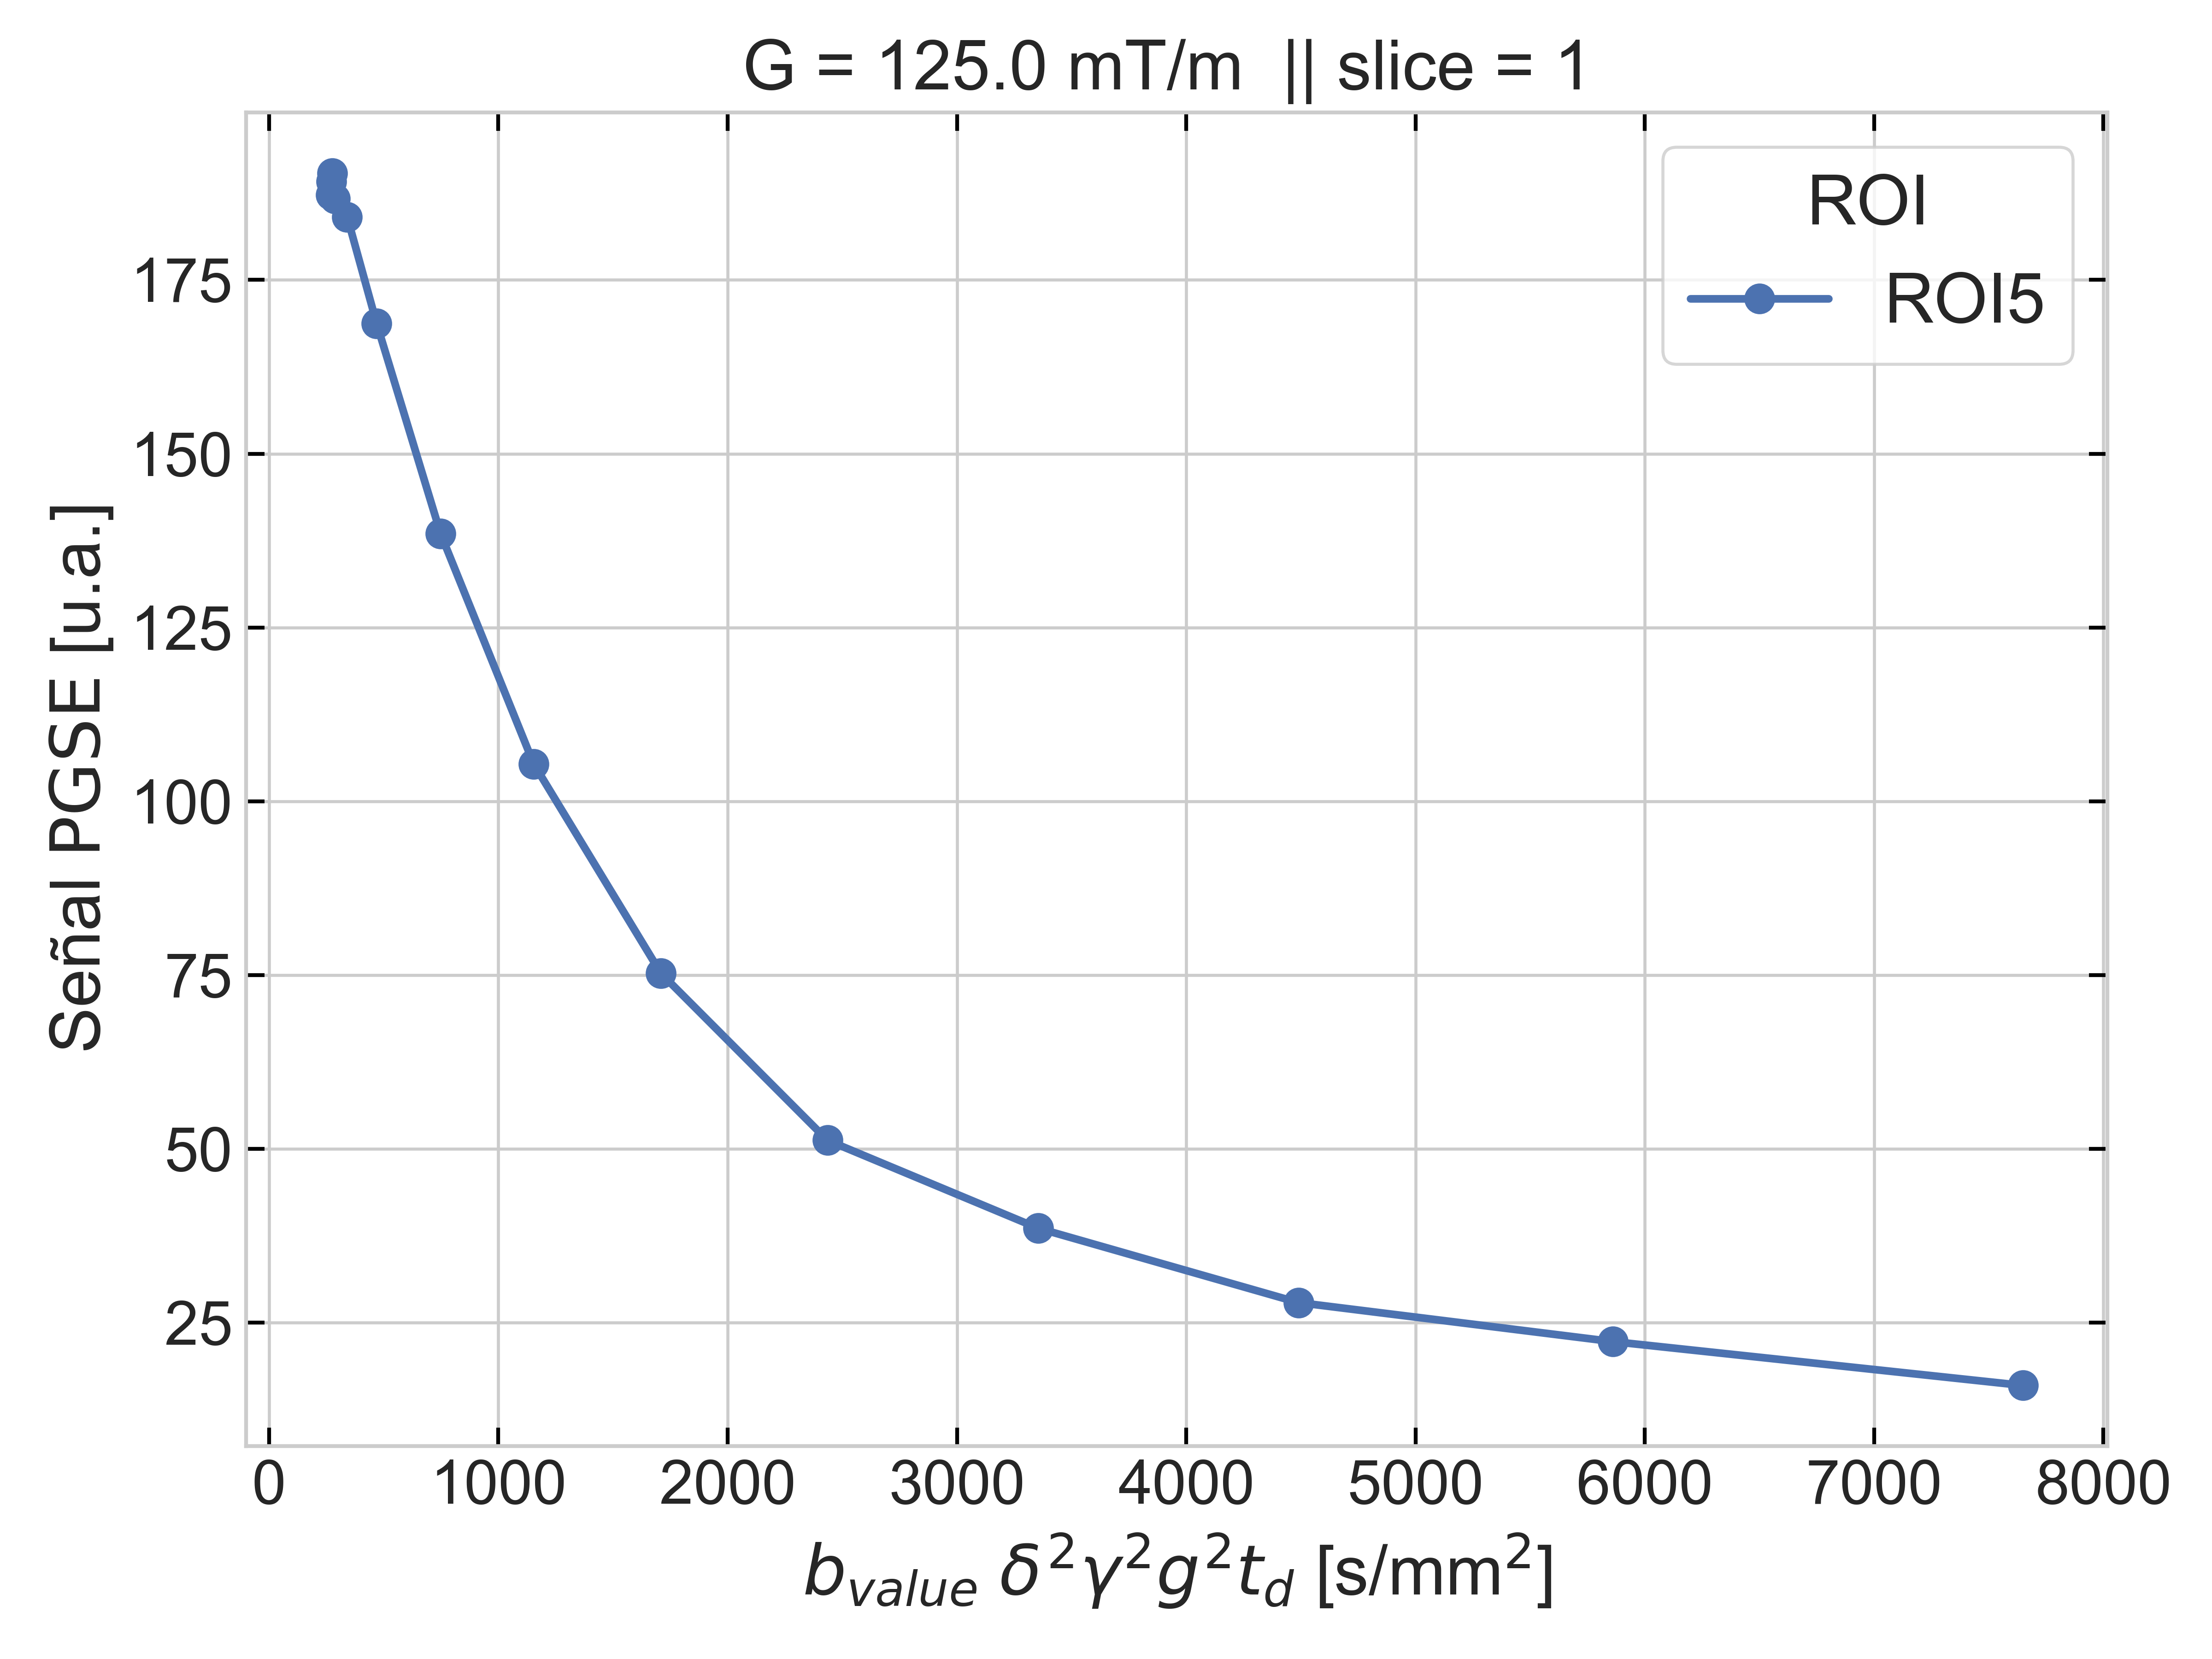 G = 125.0 mT/m || slice = 1
ROI
ROI5
Señal PGSE [u.a.]
175
150
125
100
75
50
25
0 1000 2000 3000 4000 5000 6000 7000 8000
b_value δ²γ²g²t_d [s/mm²]